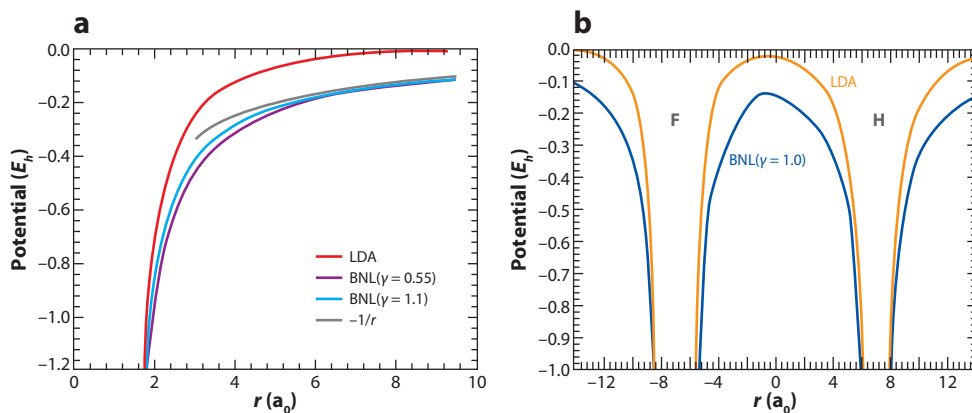 a
0.0
−0.2
−0.4
−0.6
−0.8
−1.0
−1.2
Potential (E_h)
LDA
BNL(γ = 0.55)
BNL(γ = 1.1)
−1/r
0 2 4 6 8 10
r (a₀)
b
0.0
−0.1
−0.2
−0.3
−0.4
−0.5
−0.6
−0.7
−0.8
−0.9
−1.0
Potential (E_h)
LDA
F
H
BNL(γ = 1.0)
−12 −8 −4 0 4 8 12
r (a₀)